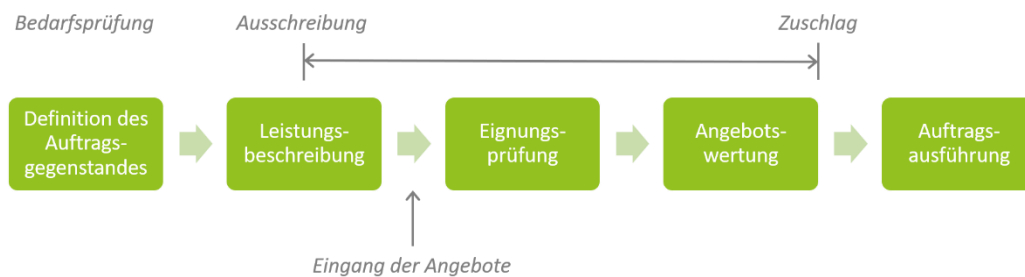 Bedarfsprüfung
Ausschreibung
Zuschlag
Definition des
Auftrags-
gegenstandes
Leistungs-
beschreibung
Eignungs-
prüfung
Angebots-
wertung
Auftrags-
ausführung
Eingang der Angebote